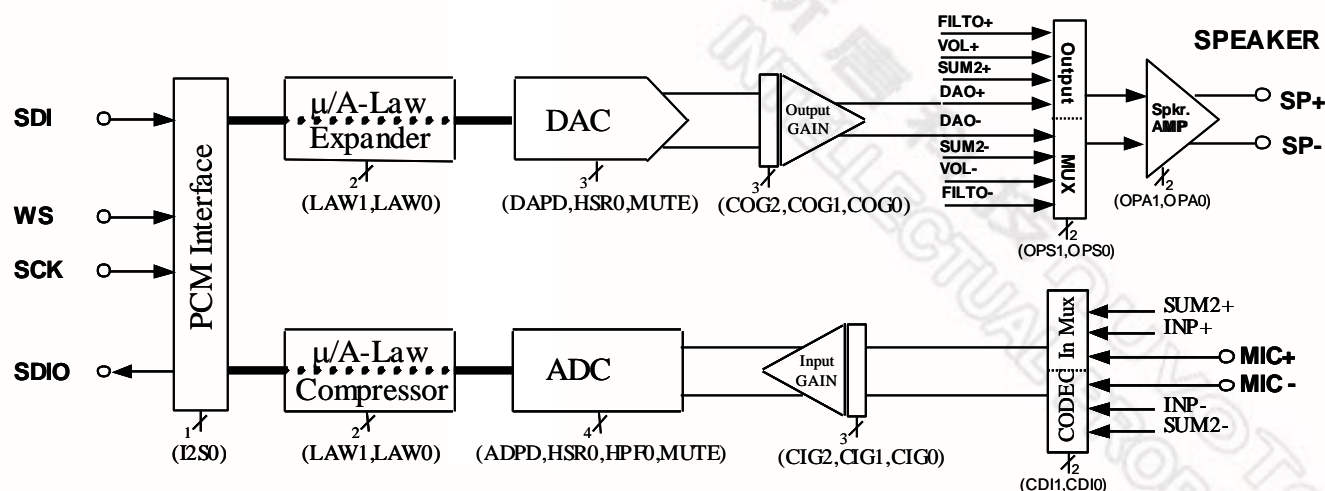 SPEAKER
FILTO+
VOL+
SUM2+
DAO+
DAO-
SUM2-
VOL-
FILTO-
Output
MUX
2
(OPS1,OPS0)
Spkr.
AMP
2
(OPA1,OPA0)
SP+
SP-
SDI
WS
SCK
SDIO
PCM Interface
1
(I2S0)
µ/A-Law
Expander
2
(LAW1,LAW0)
DAC
3
(DAPD,HSR0,MUTE)
Output
GAIN
3
(COG2,COG1,COG0)
µ/A-Law
Compressor
2
(LAW1,LAW0)
ADC
4
(ADPD,HSR0,HPF0,MUTE)
Input
GAIN
3
(CIG2,CIG1,CIG0)
CODEC In Mux
2
(CDI1,CDI0)
SUM2+
INP+
MIC+
MIC-
INP-
SUM2-
INTELLECTUAL